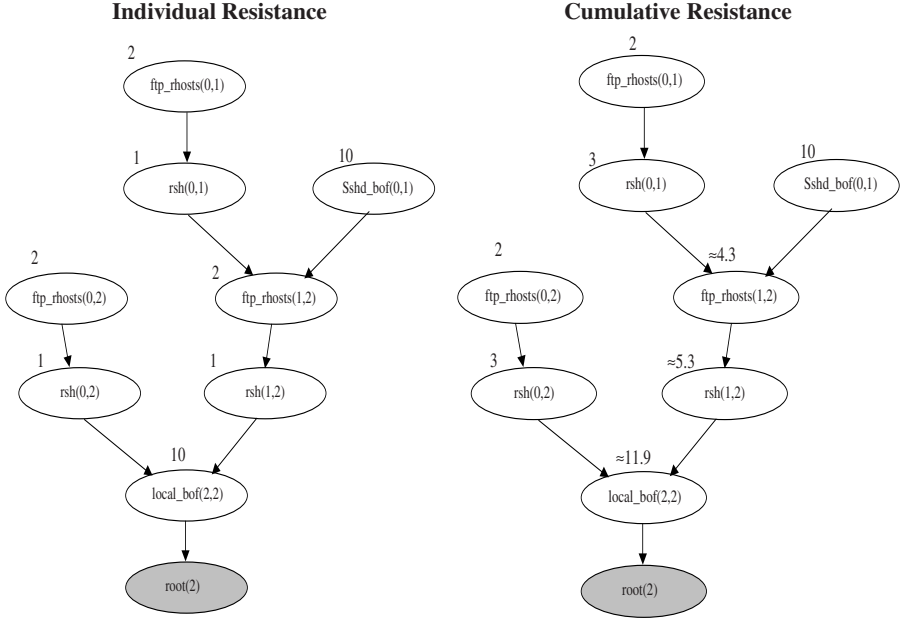 Individual Resistance
2
ftp_rhosts(0,1)
1
rsh(0,1)
10
Sshd_bof(0,1)
2
ftp_rhosts(0,2)
2
ftp_rhosts(1,2)
1
rsh(0,2)
1
rsh(1,2)
10
local_bof(2,2)
root(2)
Cumulative Resistance
2
ftp_rhosts(0,1)
3
rsh(0,1)
10
Sshd_bof(0,1)
2
ftp_rhosts(0,2)
≈4.3
ftp_rhosts(1,2)
3
rsh(0,2)
≈5.3
rsh(1,2)
≈11.9
local_bof(2,2)
root(2)